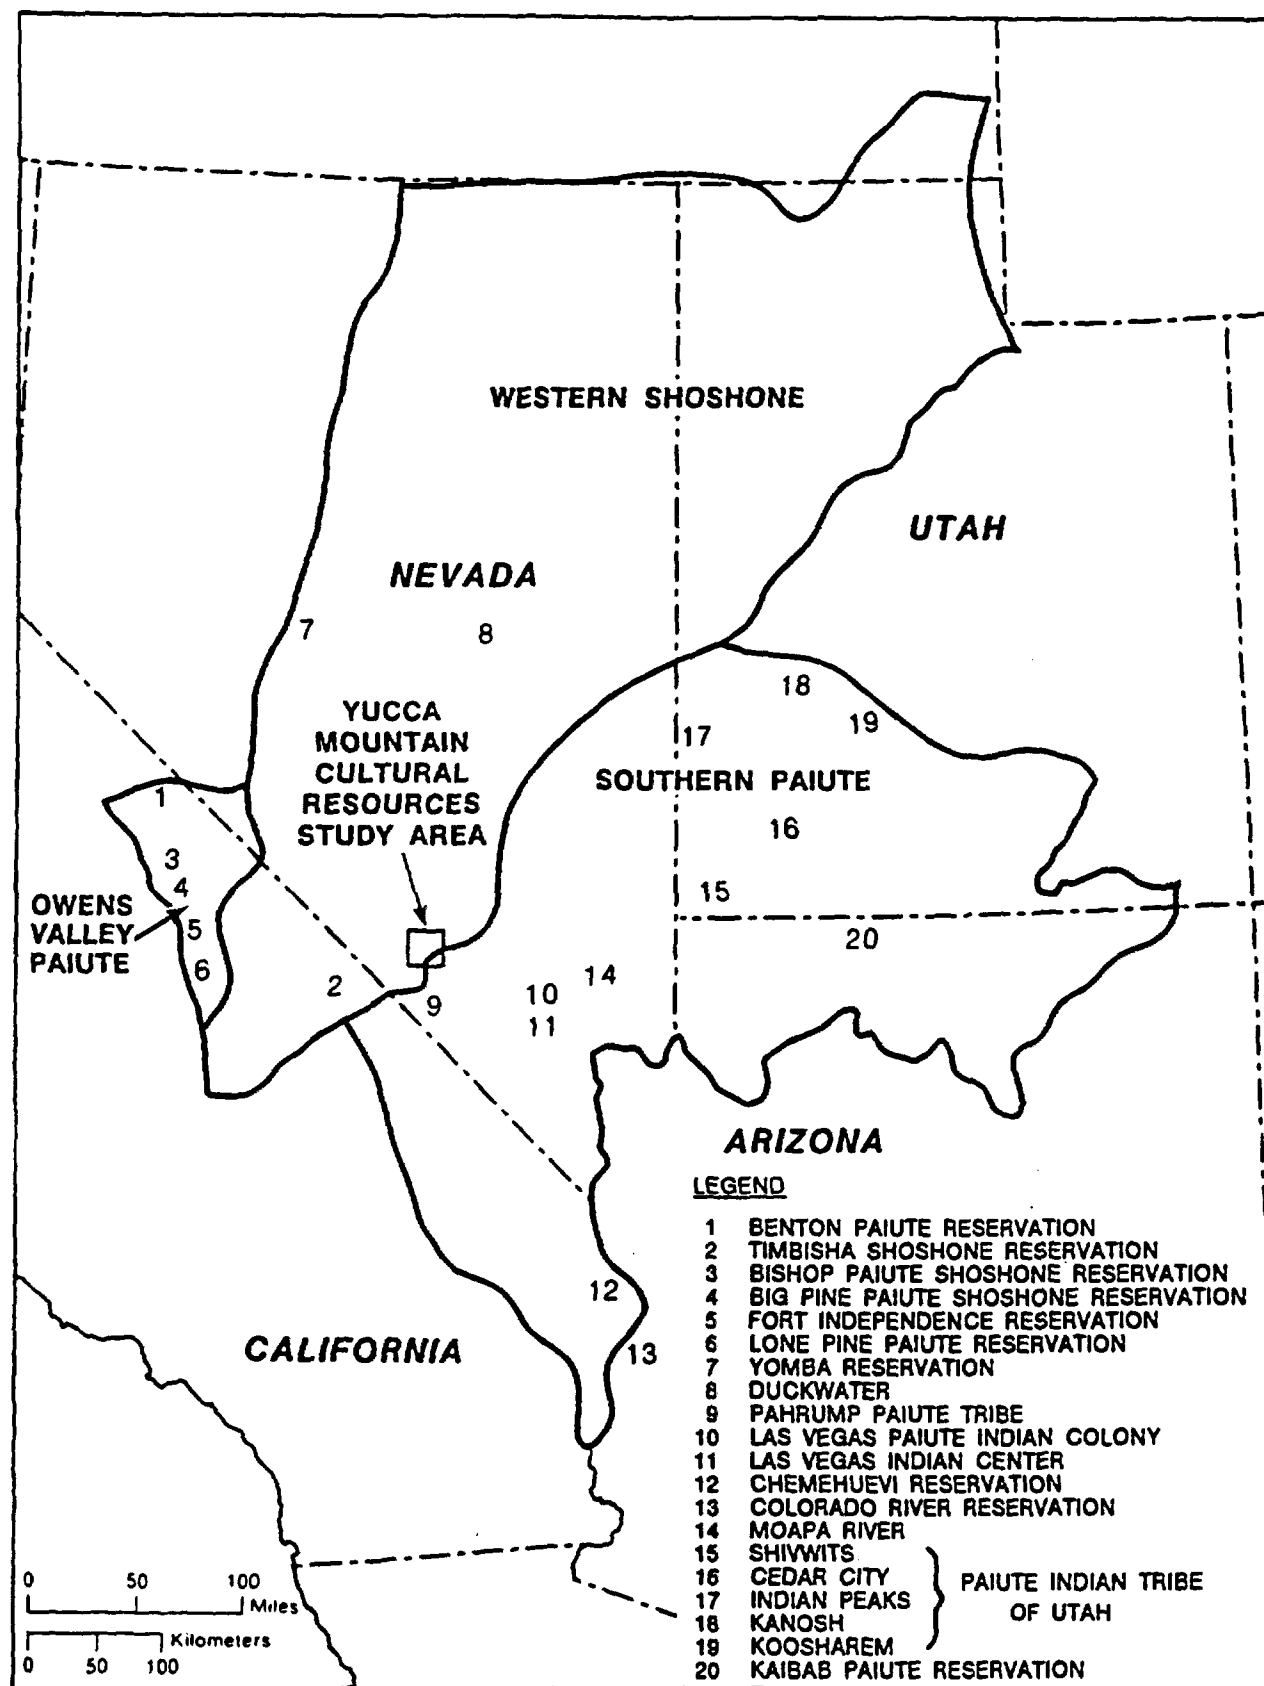 WESTERN SHOSHONE
UTAH
NEVADA
7
8
YUCCA
MOUNTAIN
CULTURAL
RESOURCES
STUDY AREA
18
19
17
SOUTHERN PAIUTE
1
16
3
4
15
OWENS
VALLEY
PAIUTE
5
6
20
2
9
10
14
11
ARIZONA
12
13
CALIFORNIA
LEGEND
1 BENTON PAIUTE RESERVATION
2 TIMBISHA SHOSHONE RESERVATION
3 BISHOP PAIUTE SHOSHONE RESERVATION
4 BIG PINE PAIUTE SHOSHONE RESERVATION
5 FORT INDEPENDENCE RESERVATION
6 LONE PINE PAIUTE RESERVATION
7 YOMBA RESERVATION
8 DUCKWATER
9 PAHRUMP PAIUTE TRIBE
10 LAS VEGAS PAIUTE INDIAN COLONY
11 LAS VEGAS INDIAN CENTER
12 CHEMEHUEVI RESERVATION
13 COLORADO RIVER RESERVATION
14 MOAPA RIVER
15 SHIVWITS
16 CEDAR CITY
17 INDIAN PEAKS
18 KANOSH
19 KOOSHAREM
PAIUTE INDIAN TRIBE
OF UTAH
20 KAIBAB PAIUTE RESERVATION
0 50 100
Miles
Kilometers
0 50 100